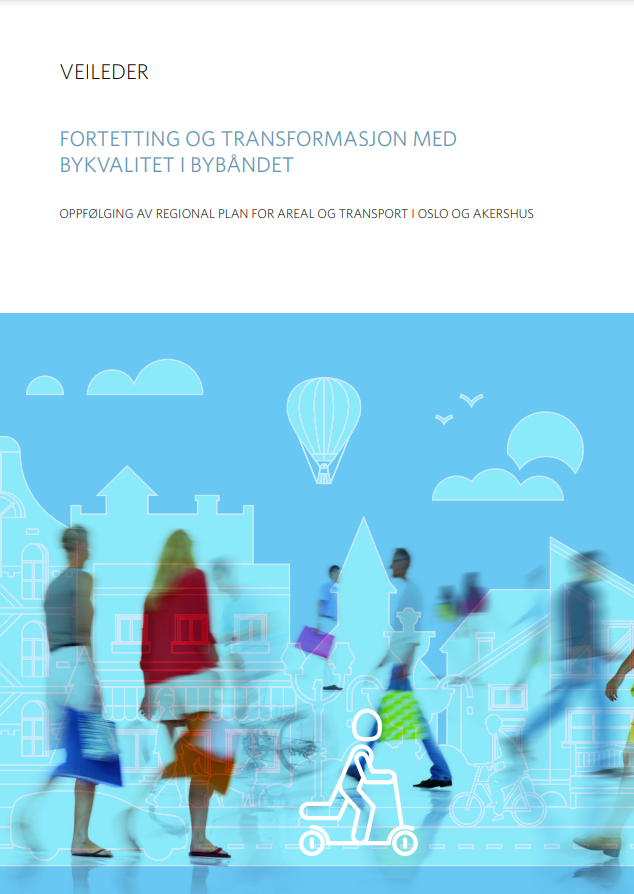 VEILEDER
FORTETTING OG TRANSFORMASJON MED
BYKVALITET I BYBÅNDET
OPPFØLGING AV REGIONAL PLAN FOR AREAL OG TRANSPORT I OSLO OG AKERSHUS